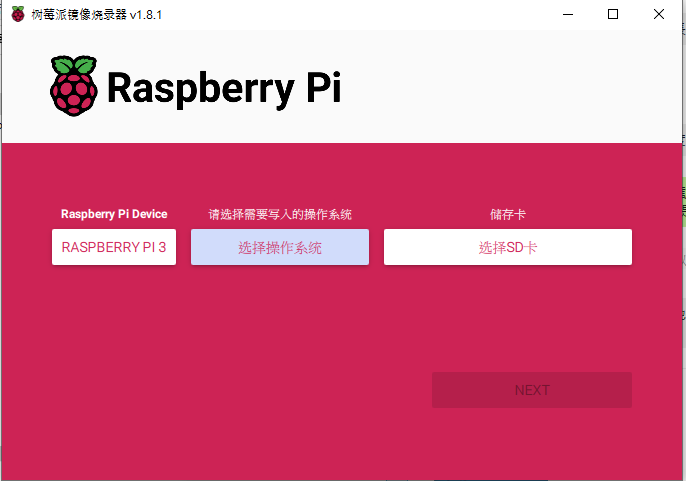 树莓派镜像烧录器 v1.8.1
Raspberry Pi
Raspberry Pi Device
请选择需要写入的操作系统
储存卡
RASPBERRY PI 3
选择操作系统
选择SD卡
NEXT